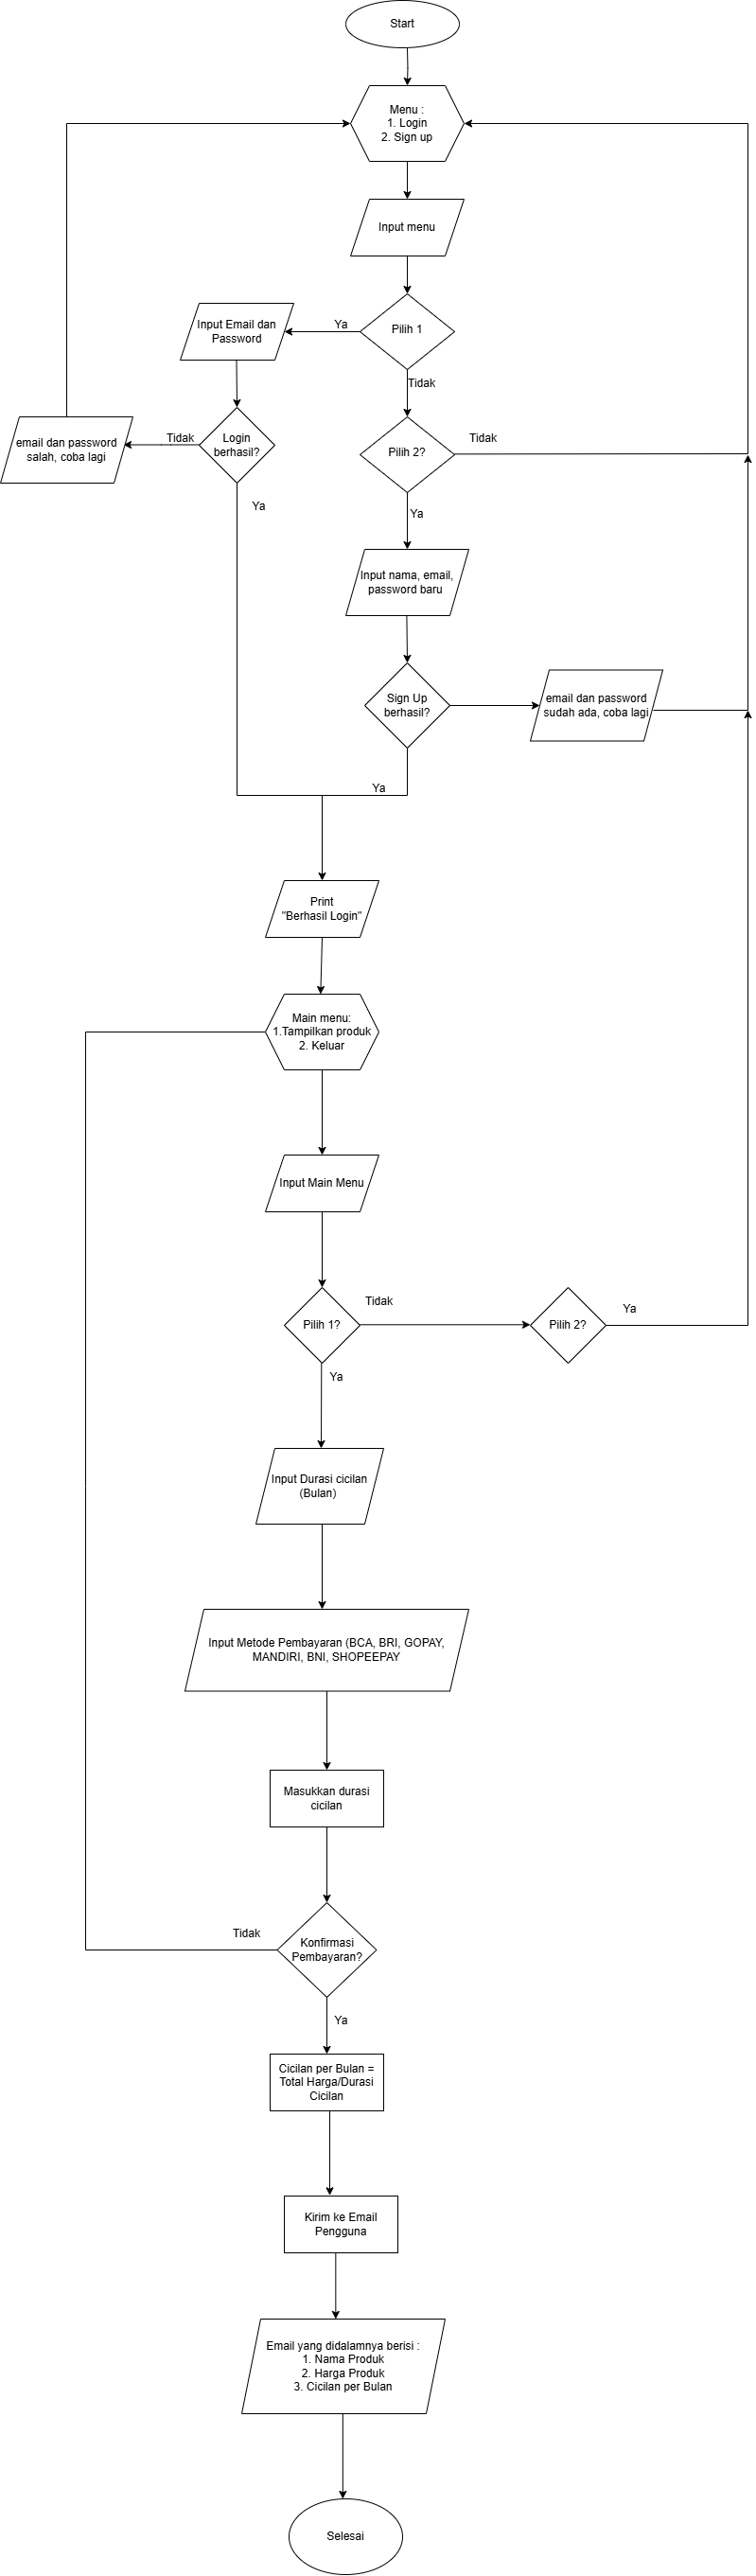 Start
Menu :
1. Login
2. Sign up
Input menu
Pilih 1
Ya
Input Email dan
Password
Tidak
Pilih 2?
Tidak
Login
berhasil?
Tidak
email dan password
salah, coba lagi
Ya
Ya
Input nama, email,
password baru
Sign Up
berhasil?
email dan password
sudah ada, coba lagi
Ya
Print
"Berhasil Login"
Main menu:
1.Tampilkan produk
2. Keluar
Input Main Menu
Pilih 1?
Tidak
Pilih 2?
Ya
Ya
Input Durasi cicilan
(Bulan)
Input Metode Pembayaran (BCA, BRI, GOPAY,
MANDIRI, BNI, SHOPEEPAY
Masukkan durasi
cicilan
Konfirmasi
Pembayaran?
Tidak
Ya
Cicilan per Bulan =
Total Harga/Durasi
Cicilan
Kirim ke Email
Pengguna
Email yang didalamnya berisi :
1. Nama Produk
2. Harga Produk
3. Cicilan per Bulan
Selesai